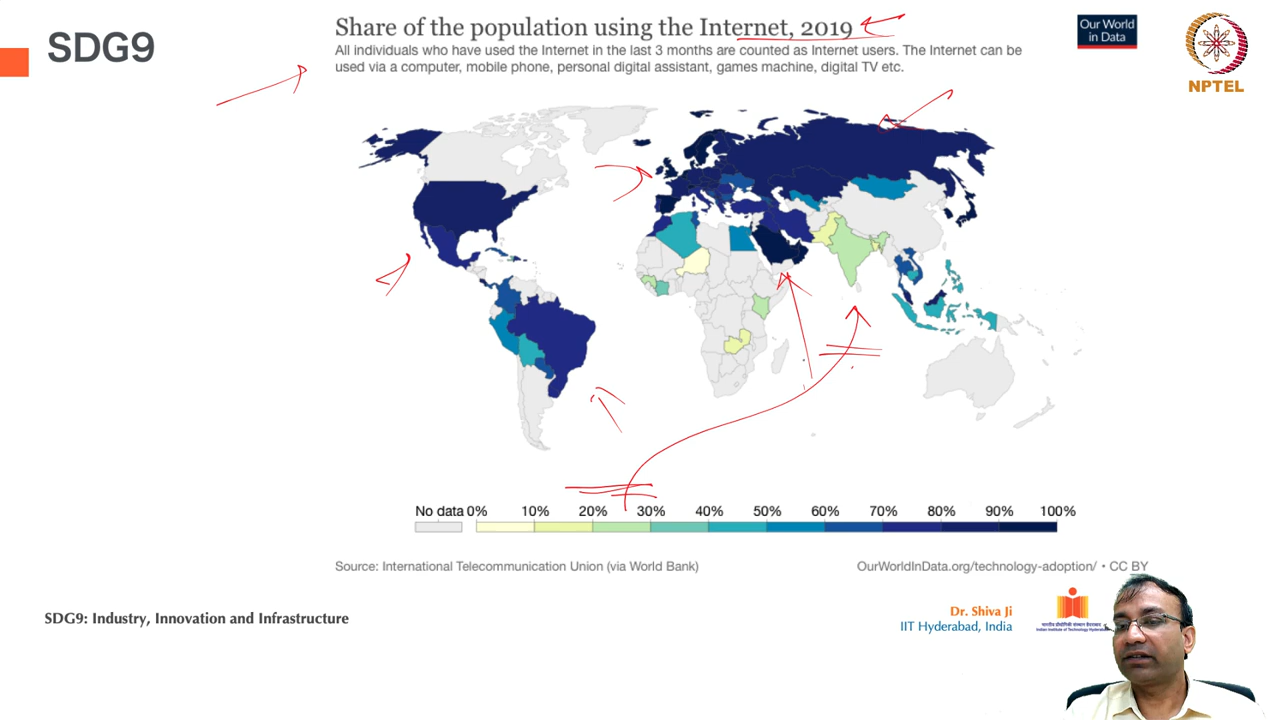 SDG9
Share of the population using the Internet, 2019
All individuals who have used the Internet in the last 3 months are counted as Internet users. The Internet can be
used via a computer, mobile phone, personal digital assistant, games machine, digital TV etc.
Our World
in Data
NPTEL
No data 0% 10% 20% 30% 40% 50% 60% 70% 80% 90% 100%
Source: International Telecommunication Union (via World Bank)
OurWorldInData.org/technology-adoption/ • CC BY
SDG9: Industry, Innovation and Infrastructure
Dr. Shiva Ji
IIT Hyderabad, India